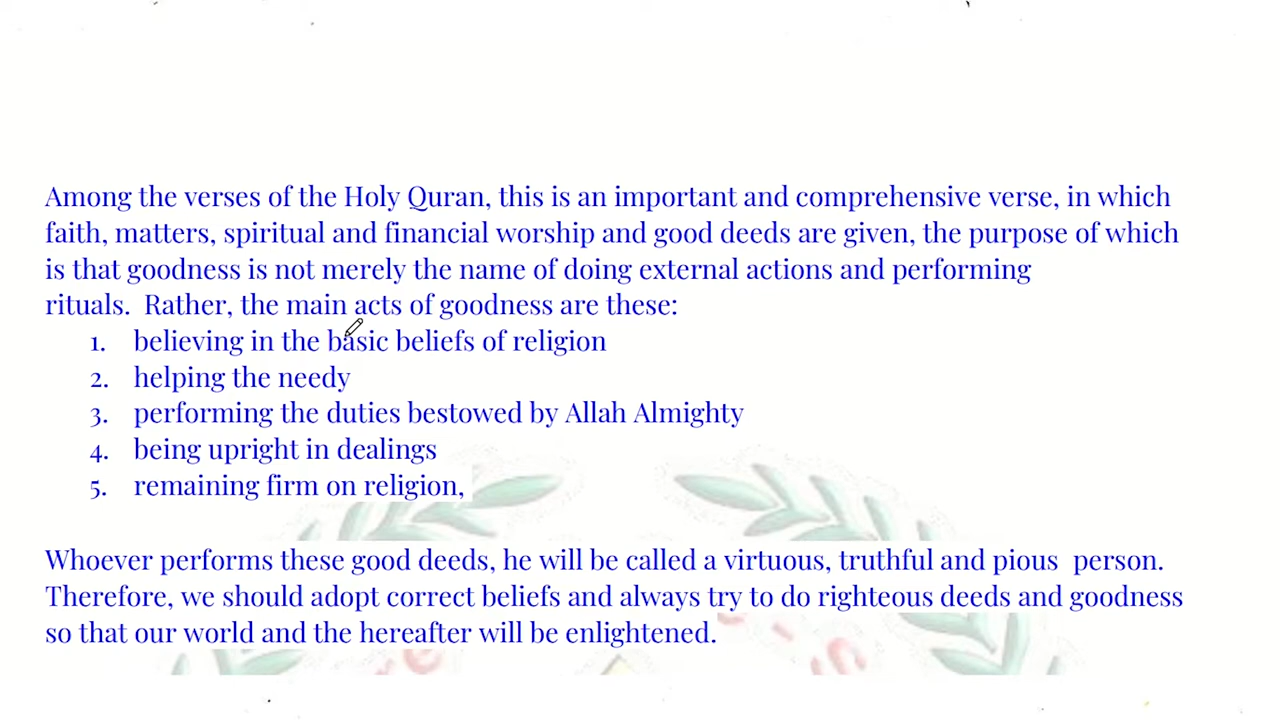 Among the verses of the Holy Quran, this is an important and comprehensive verse, in which
faith, matters, spiritual and financial worship and good deeds are given, the purpose of which
is that goodness is not merely the name of doing external actions and performing
rituals.  Rather, the main acts of goodness are these:
1. believing in the basic beliefs of religion
2. helping the needy
3. performing the duties bestowed by Allah Almighty
4. being upright in dealings
5. remaining firm on religion,
Whoever performs these good deeds, he will be called a virtuous, truthful and pious  person.
Therefore, we should adopt correct beliefs and always try to do righteous deeds and goodness
so that our world and the hereafter will be enlightened.